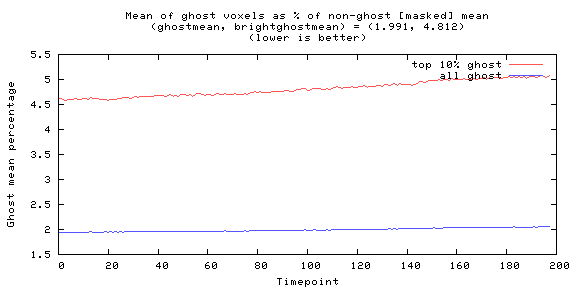 Mean of ghost voxels as % of non-ghost [masked] mean
(ghostmean, brightghostmean) = (1.991, 4.812)
(lower is better)
top 10% ghost
all ghost
5.5
5
4.5
4
3.5
3
2.5
2
1.5
Ghost mean percentage
0 20 40 60 80 100 120 140 160 180 200
Timepoint